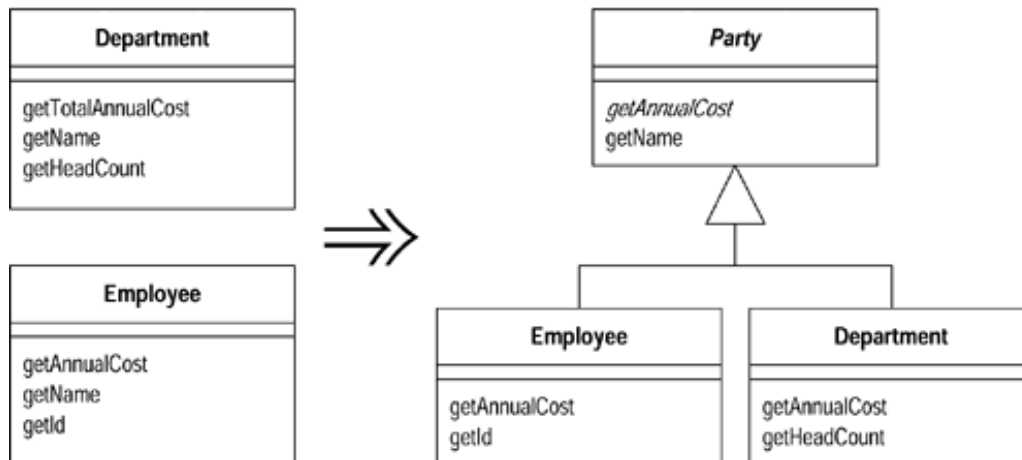 Department
getTotalAnnualCost
getName
getHeadCount
Employee
getAnnualCost
getName
getId
Party
getAnnualCost
getName
Employee
getAnnualCost
getId
Department
getAnnualCost
getHeadCount